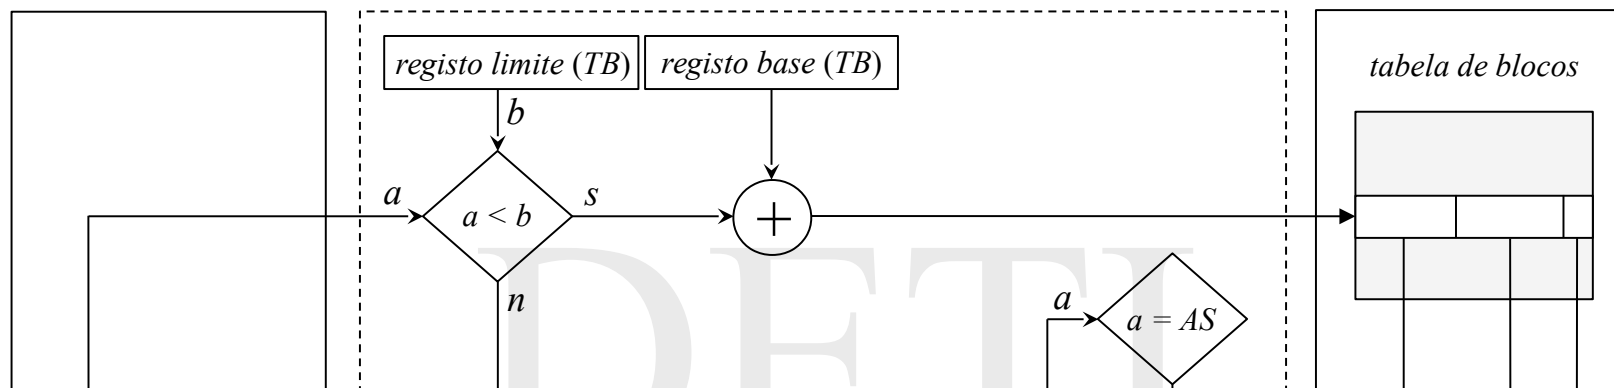 registo limite (TB)
registo base (TB)
tabela de blocos
b
a
a < b
s
+
n
a
a = AS
DETI